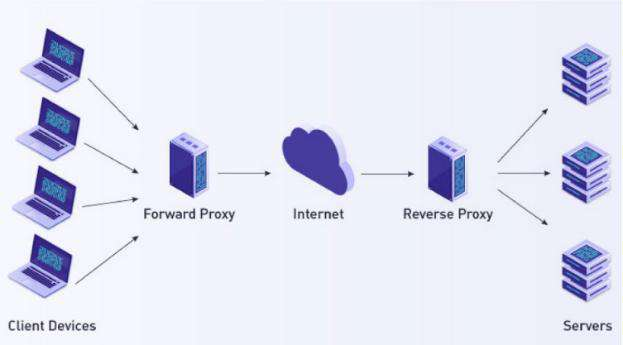 Forward Proxy
Internet
Reverse Proxy
Client Devices
Servers